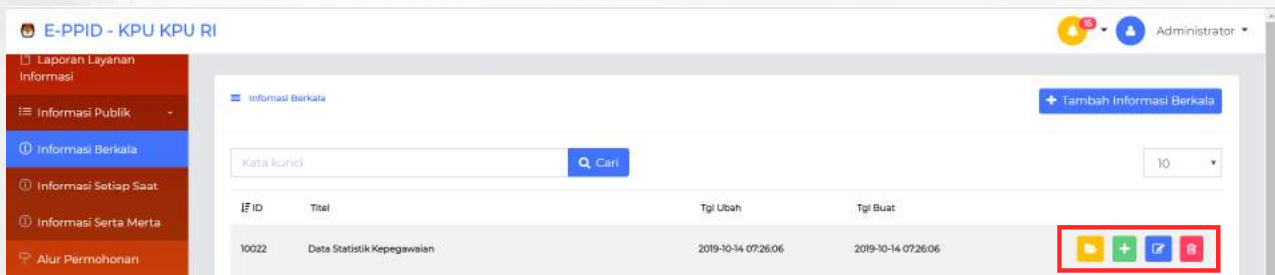 E-PPID - KPU KPU RI
15
Administrator
Laporan Layanan
Informasi
Informasi Publik
Informasi Berkala
Informasi Setiap Saat
Informasi Serta Merta
Alur Permohonan
Infomasi Berkala
+ Tambah Informasi Berkala
Kata kunci
Cari
10
ID Titel Tgl Ubah Tgl Buat
10022 Data Statistik Kepegawaian 2019-10-14 07:26:06 2019-10-14 07:26:06